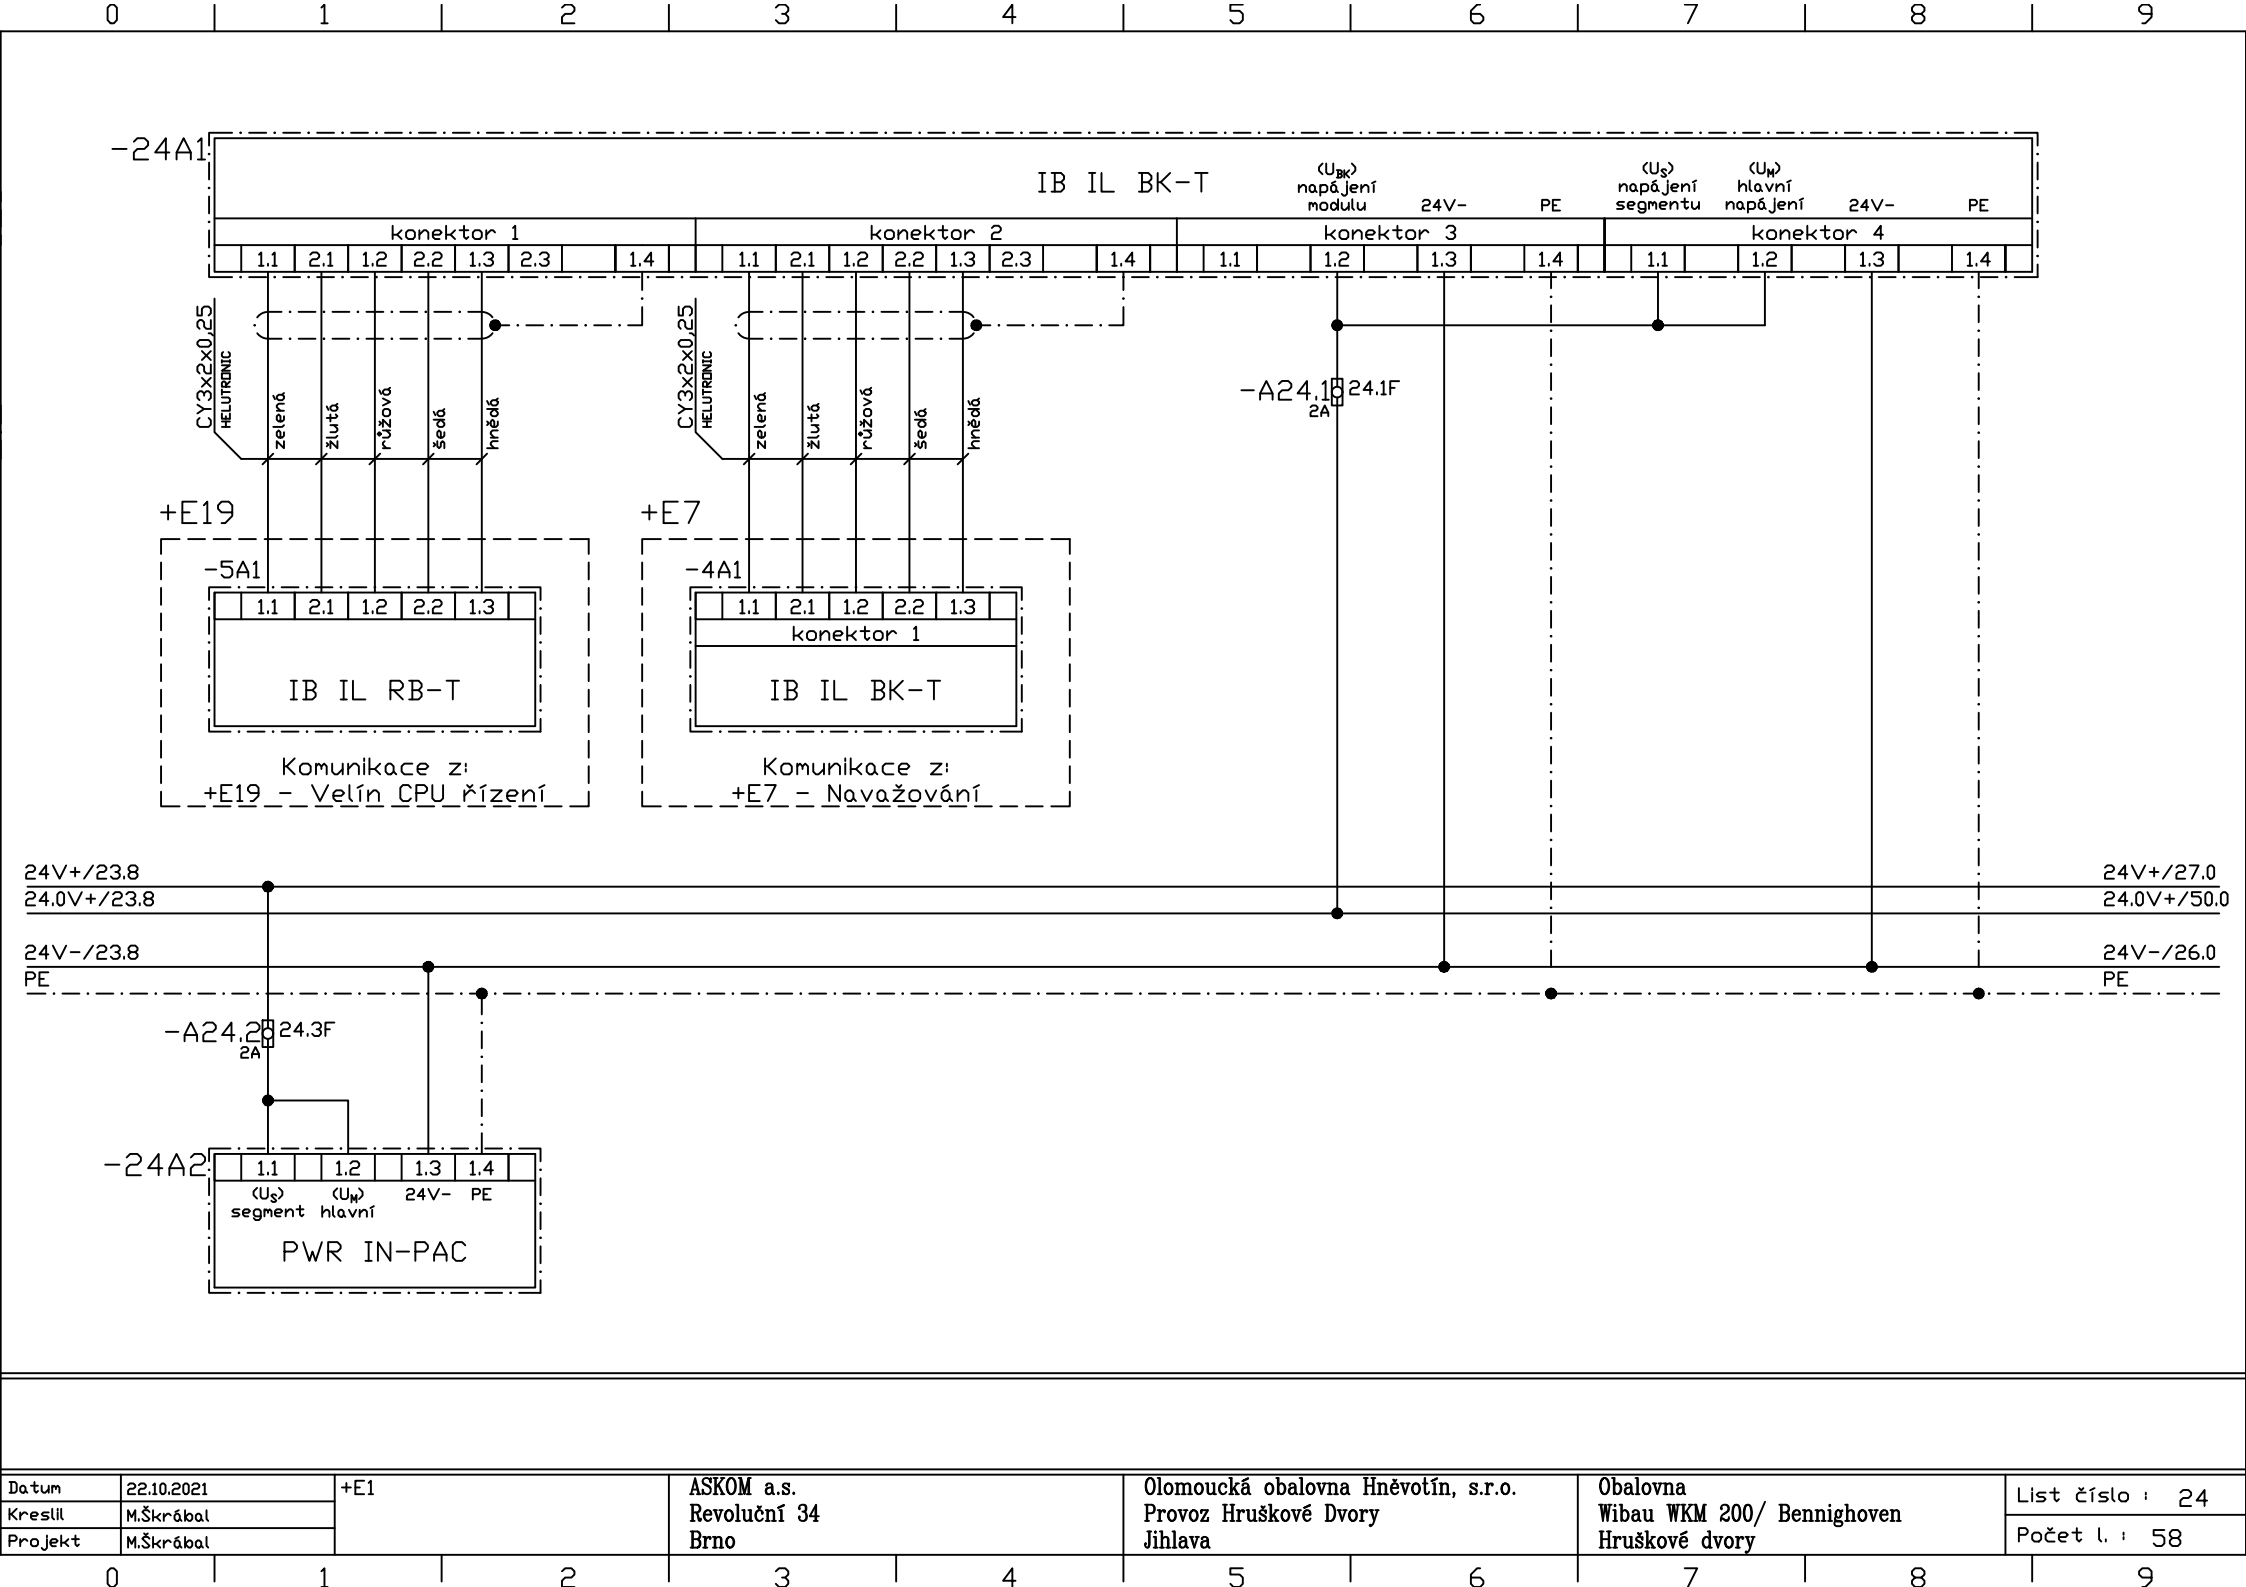 0 1 2 3 4 5 6 7 8 9
-24A1
IB IL BK-T
(UBK)
napájení
modulu
24V-
PE
(US)
napájení
segmentu
(UM)
hlavní
napájení
24V-
PE
konektor 1
konektor 2
konektor 3
konektor 4
1.1 2.1 1.2 2.2 1.3 2.3 1.4
1.1 2.1 1.2 2.2 1.3 2.3 1.4
1.1 1.2 1.3 1.4
1.1 1.2 1.3 1.4
CY3x2x0,25
HELUTRONIC
zelená
žlutá
růžová
šedá
hnědá
CY3x2x0,25
HELUTRONIC
zelená
žlutá
růžová
šedá
hnědá
-A24.1
24.1F
2A
+E19
-5A1
1.1 2.1 1.2 2.2 1.3
IB IL RB-T
Komunikace z:
+E19 - Velín CPU řízení
+E7
-4A1
1.1 2.1 1.2 2.2 1.3
konektor 1
IB IL BK-T
Komunikace z:
+E7 - Navažování
24V+/23.8
24V+/27.0
24.0V+/23.8
24.0V+/50.0
24V-/23.8
24V-/26.0
PE
PE
-A24.2
24.3F
2A
-24A2
1.1 1.2 1.3 1.4
(US)
segment
(UM)
hlavní
24V-
PE
PWR IN-PAC
Datum 22.10.2021
Kreslil M.Škrábal
Projekt M.Škrábal
+E1
ASKOM a.s.
Revoluční 34
Brno
Olomoucká obalovna Hněvotín, s.r.o.
Provoz Hruškové Dvory
Jihlava
Obalovna
Wibau WKM 200/ Bennighoven
Hruškové dvory
List číslo : 24
Počet l. : 58
0 1 2 3 4 5 6 7 8 9